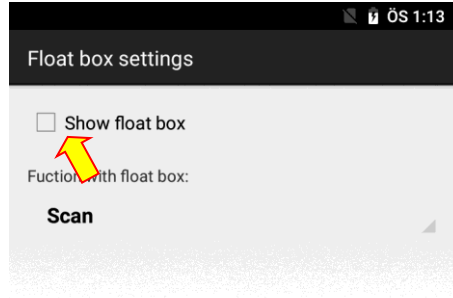 ÖS 1:13
Float box settings
Show float box
Fuction with float box:
Scan